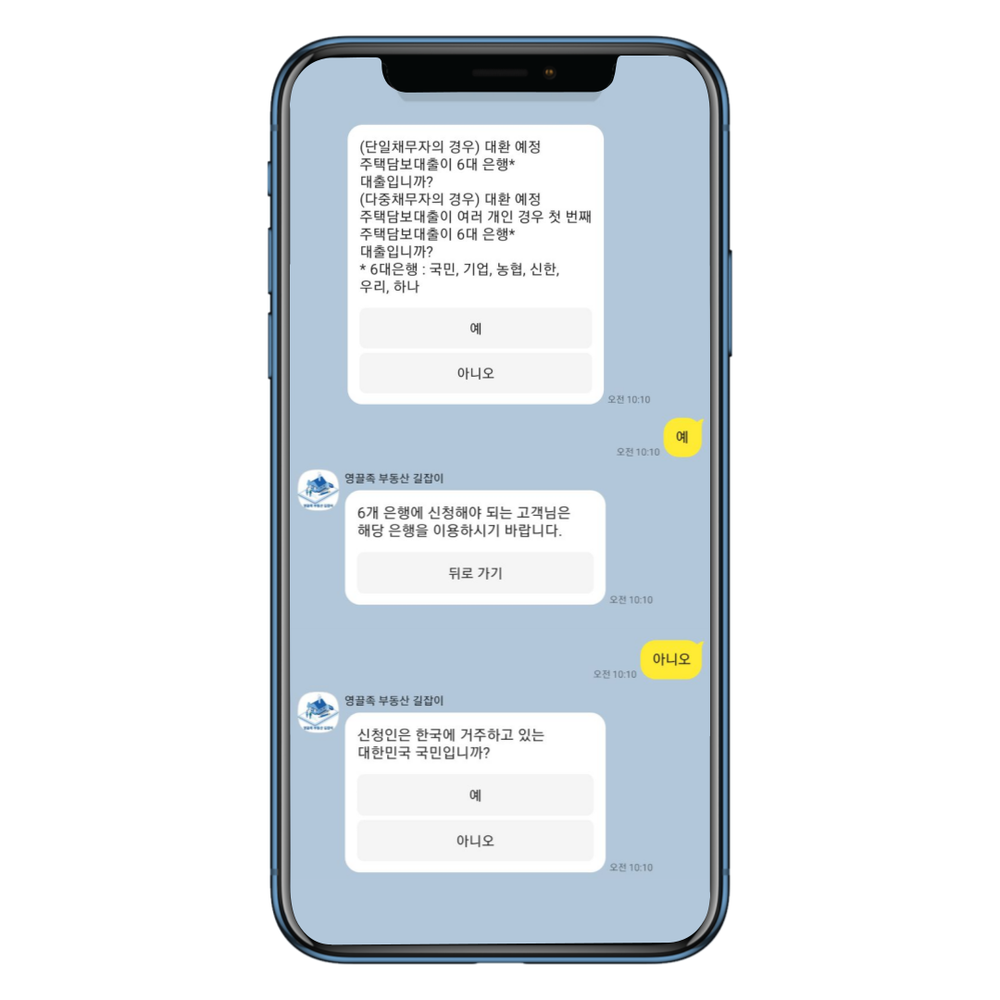 (단일채무자의 경우) 대환 예정
주택담보대출이 6대 은행*
대출입니까?
(다중채무자의 경우) 대환 예정
주택담보대출이 여러 개인 경우 첫 번째
주택담보대출이 6대 은행*
대출입니까?
* 6대은행 : 국민, 기업, 농협, 신한,
우리, 하나
예
아니오
오전 10:10
예
오전 10:10
영끌족 부동산 길잡이
6개 은행에 신청해야 되는 고객님은
해당 은행을 이용하시기 바랍니다.
뒤로 가기
오전 10:10
아니오
오전 10:10
영끌족 부동산 길잡이
신청인은 한국에 거주하고 있는
대한민국 국민입니까?
예
아니오
오전 10:10